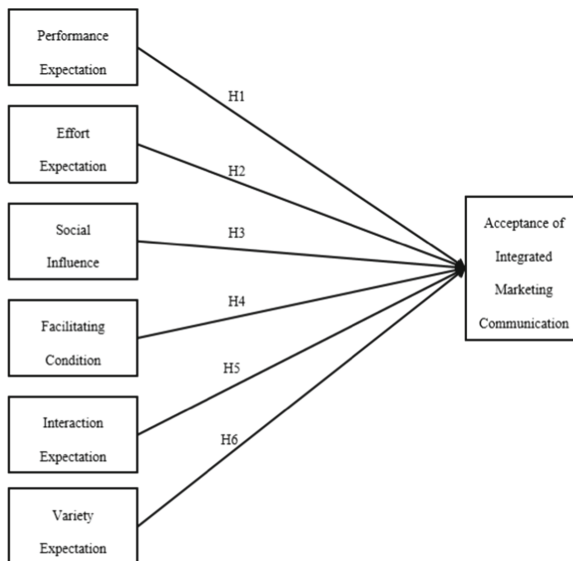 Performance
Expectation
H1
Effort
Expectation
H2
Social
Influence
H3
Facilitating
Condition
H4
Interaction
Expectation
H5
Variety
Expectation
H6
Acceptance of
Integrated
Marketing
Communication